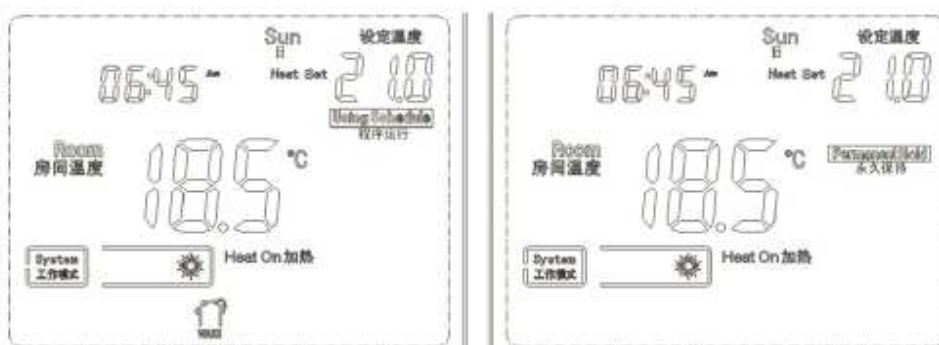 Sun
日
设定温度
06:45 Am
Heat Set 21.0
Using Schedule
程序运行
Room
房间温度
18.5 °C
System
工作模式
Heat On 加热
Sun
日
设定温度
06:45 Am
Heat Set 21.0
Room
房间温度
18.5 °C
Permanent Hold
永久保持
System
工作模式
Heat On 加热